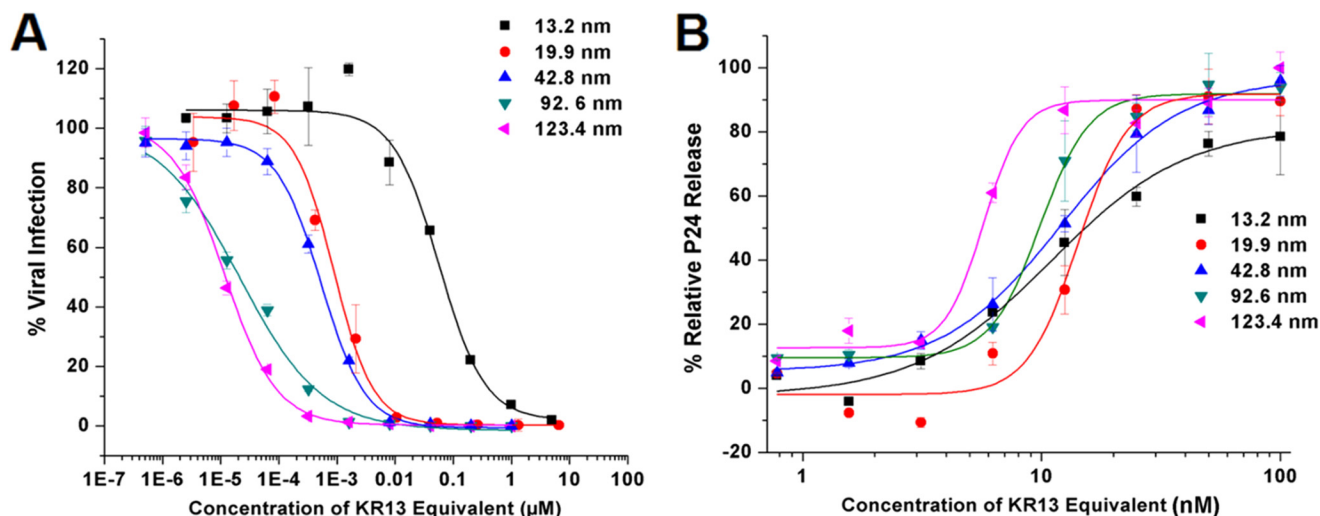 A
13.2 nm
19.9 nm
42.8 nm
92. 6 nm
123.4 nm
120
100
80
60
40
20
0
% Viral Infection
1E-7 1E-6 1E-5 1E-4 1E-3 0.01 0.1 1 10 100
Concentration of KR13 Equivalent (µM)
B
100
80
60
40
20
0
-20
% Relative P24 Release
13.2 nm
19.9 nm
42.8 nm
92.6 nm
123.4 nm
1 10 100
Concentration of KR13 Equivalent (nM)